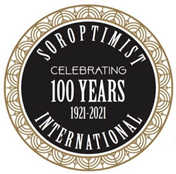 SOROPTIMIST
CELEBRATING
100 YEARS
1921-2021
INTERNATIONAL